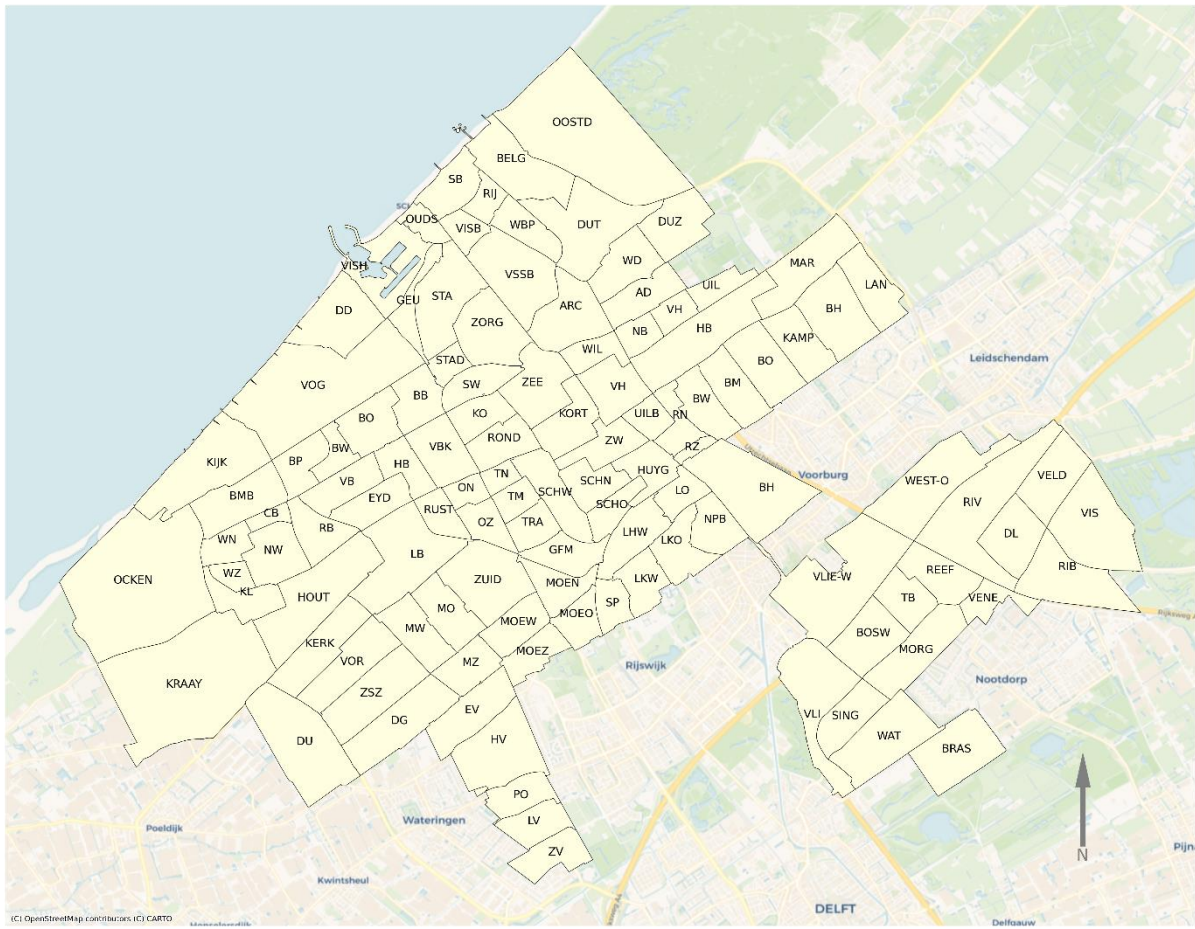 OOSTD
BELG
SB
RIJ
OUDS
VISB
WBP
DUT
DUZ
VISH
WD
MAR
VSSB
LAN
STA
GEU
DD
ARC
AD
UIL
VH
BH
ZORG
NB
HB
KAMP
WIL
STAD
Leidschendam
BO
VOG
SW
ZEE
VH
BM
BB
BW
BO
KO
KORT
UILB
RN
ROND
ZW
RZ
BW
VBK
KIJK
BP
HB
HUYG
Voorburg
VB
TN
SCHN
BH
WEST-O
VELD
BMB
EYD
ON
TM
SCHW
LO
RIV
CB
RUST
SCHO
VIS
RB
OZ
TRA
NPB
WN
LHW
DL
NW
LB
GFM
LKO
WZ
OCKEN
KL
ZUID
MOEN
LKW
VLIE-W
REEF
RIB
HOUT
MO
SP
TB
VENE
MOEO
MOEW
MW
BOSW
KERK
MOEZ
MORG
VOR
MZ
Rijswijk
KRAAY
ZSZ
Nootdorp
EV
VLI
SING
DG
WAT
DU
HV
BRAS
PO
LV
Wateringen
Poeldijk
ZV
N
Kwintsheul
DELFT
(C) OpenStreetMap contributors (C) CARTO
Delfgauw